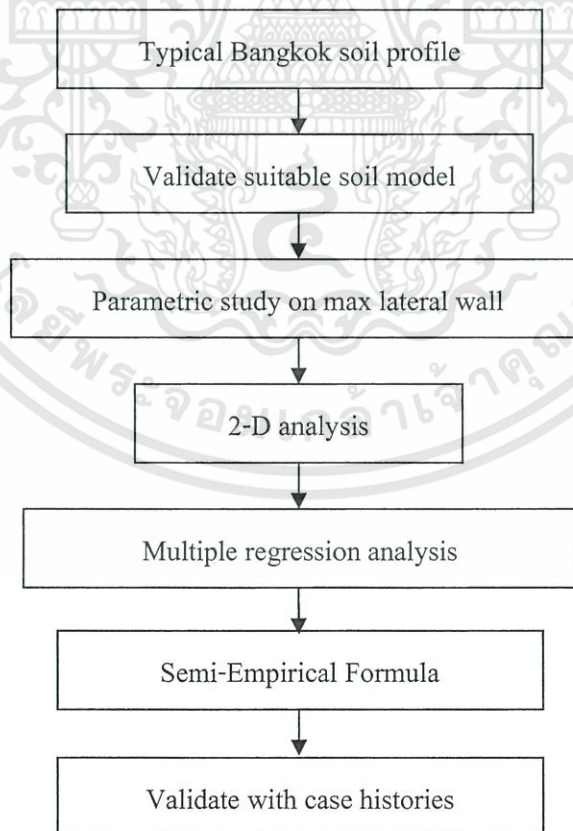 Typical Bangkok soil profile
Validate suitable soil model
Parametric study on max lateral wall
2-D analysis
Multiple regression analysis
Semi-Empirical Formula
Validate with case histories